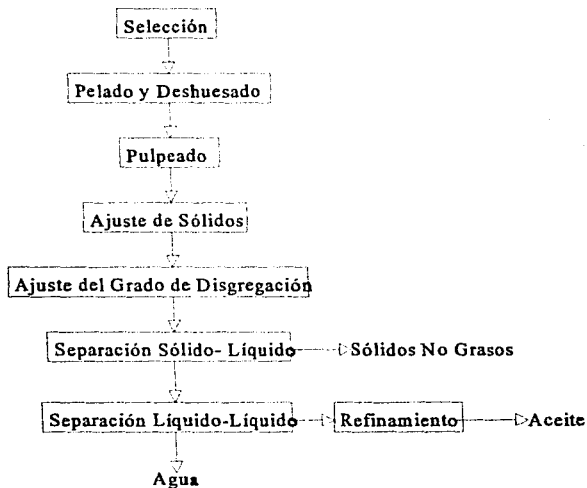 Selección
Pelado y Deshuesado
Pulpeado
Ajuste de Sólidos
Ajuste del Grado de Disgregación
Separación Sólido- Líquido
Sólidos No Grasos
Separación Líquido-Líquido
Refinamiento
Aceite
Agua